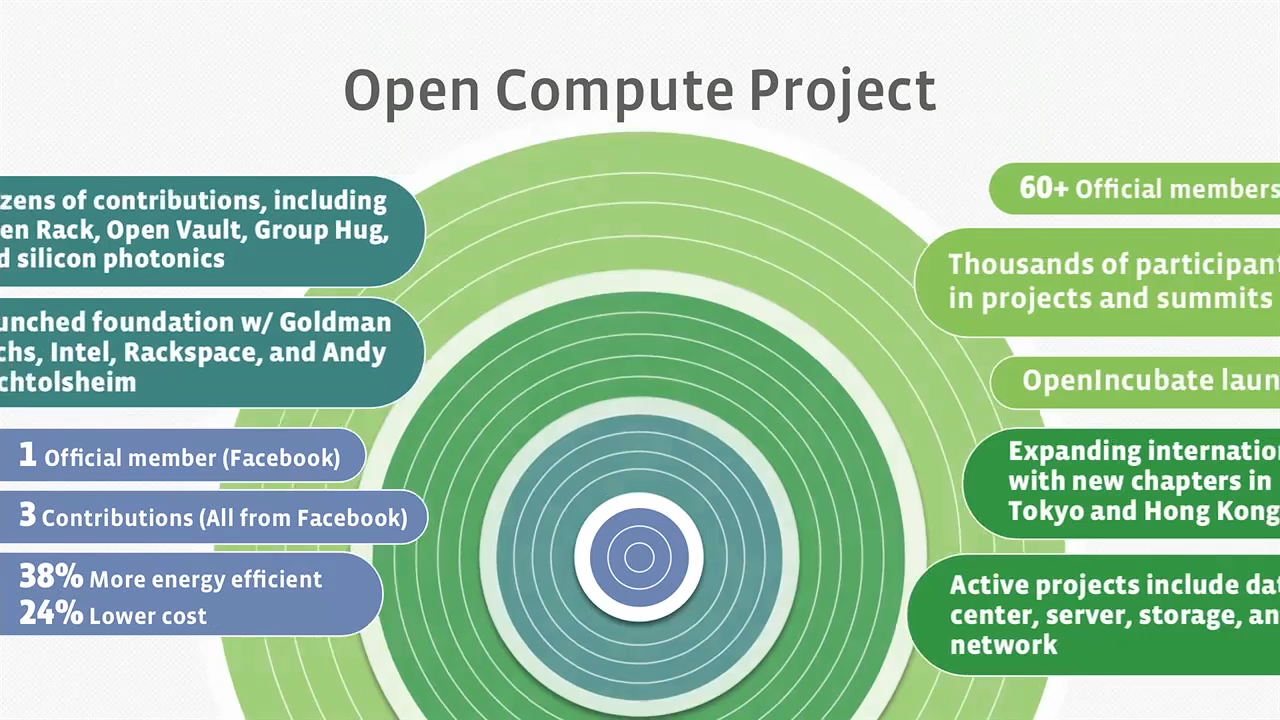 Open Compute Project
zens of contributions, including
en Rack, Open Vault, Group Hug,
d silicon photonics
unched foundation w/ Goldman
chs, Intel, Rackspace, and Andy
chtolsheim
1 Official member (Facebook)
3 Contributions (All from Facebook)
38% More energy efficient
24% Lower cost
60+ Official members
Thousands of participant
in projects and summits
OpenIncubate laun
Expanding internatio
with new chapters in
Tokyo and Hong Kong
Active projects include da
center, server, storage, an
network